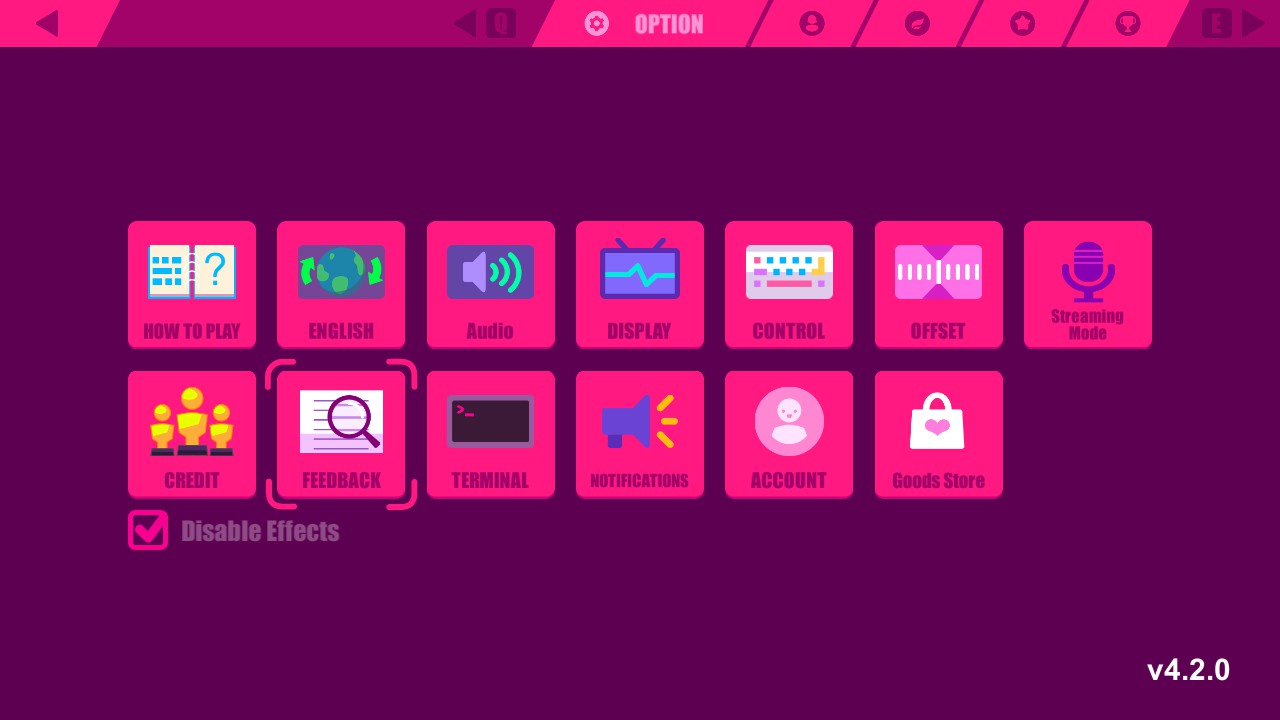 Q
OPTION
E
?
HOW TO PLAY
ENGLISH
Audio
DISPLAY
CONTROL
OFFSET
Streaming
Mode
>_
CREDIT
FEEDBACK
TERMINAL
NOTIFICATIONS
ACCOUNT
Goods Store
Disable Effects
v4.2.0